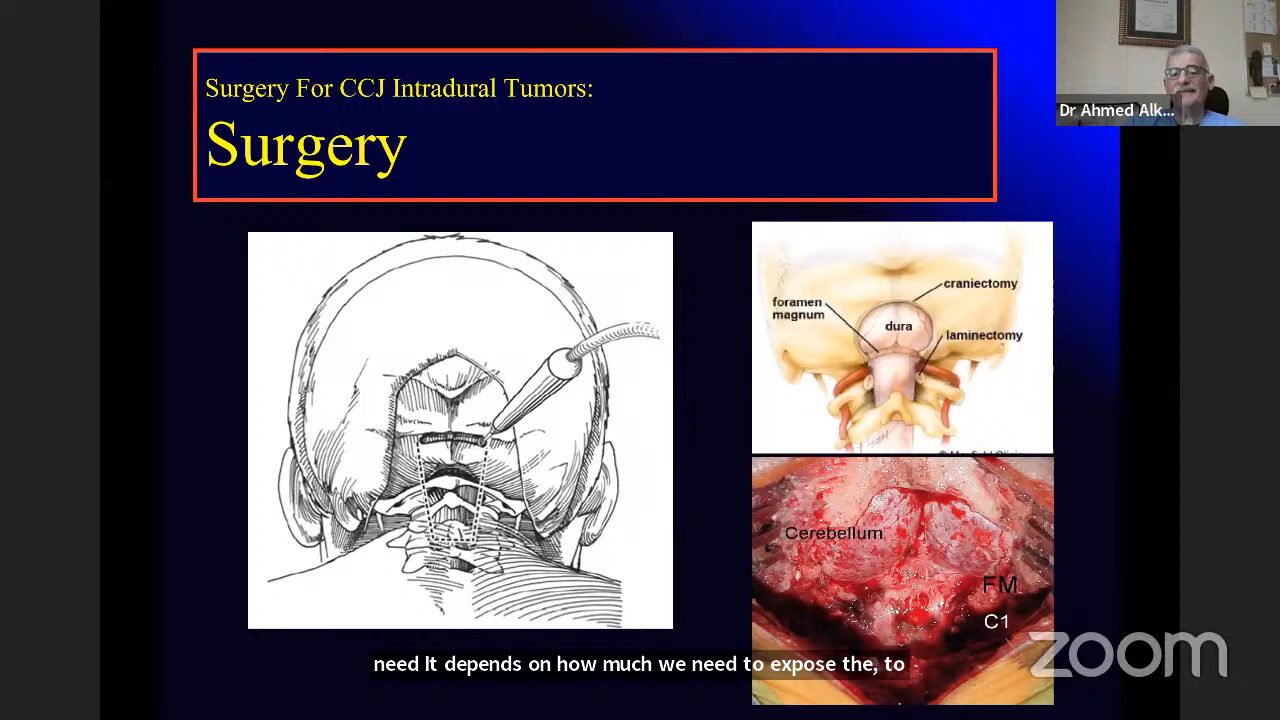 Surgery For CCJ Intradural Tumors:
Surgery
Dr Ahmed Alk...
craniectomy
foramen
magnum
dura
laminectomy
Cerebellum
FM
C1
zoom
need It depends on how much we need to expose the, to